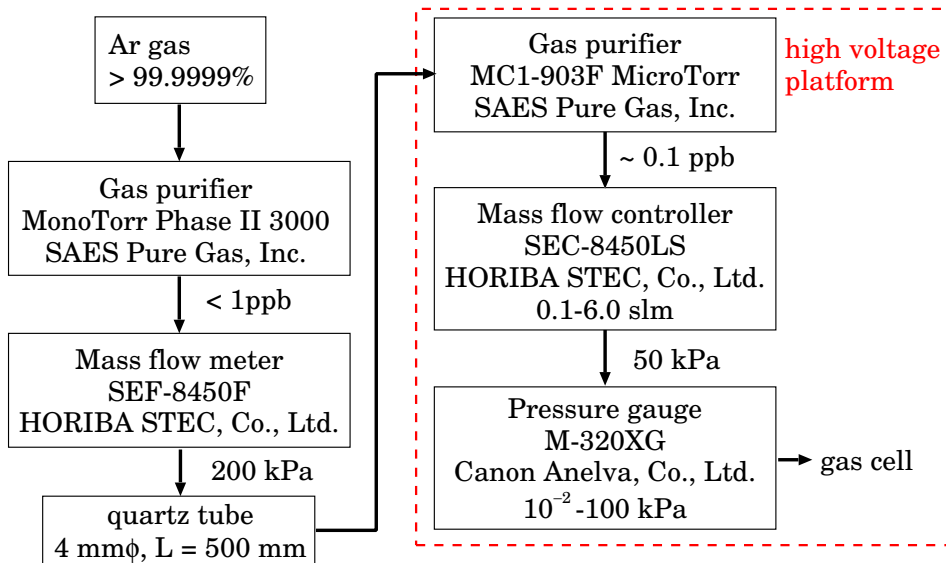 Ar gas
> 99.9999%
Gas purifier
MonoTorr Phase II 3000
SAES Pure Gas, Inc.
< 1ppb
Mass flow meter
SEF-8450F
HORIBA STEC, Co., Ltd.
200 kPa
quartz tube
4 mmϕ, L = 500 mm
high voltage
platform
Gas purifier
MC1-903F MicroTorr
SAES Pure Gas, Inc.
~ 0.1 ppb
Mass flow controller
SEC-8450LS
HORIBA STEC, Co., Ltd.
0.1-6.0 slm
50 kPa
Pressure gauge
M-320XG
Canon Anelva, Co., Ltd.
10⁻² -100 kPa
gas cell